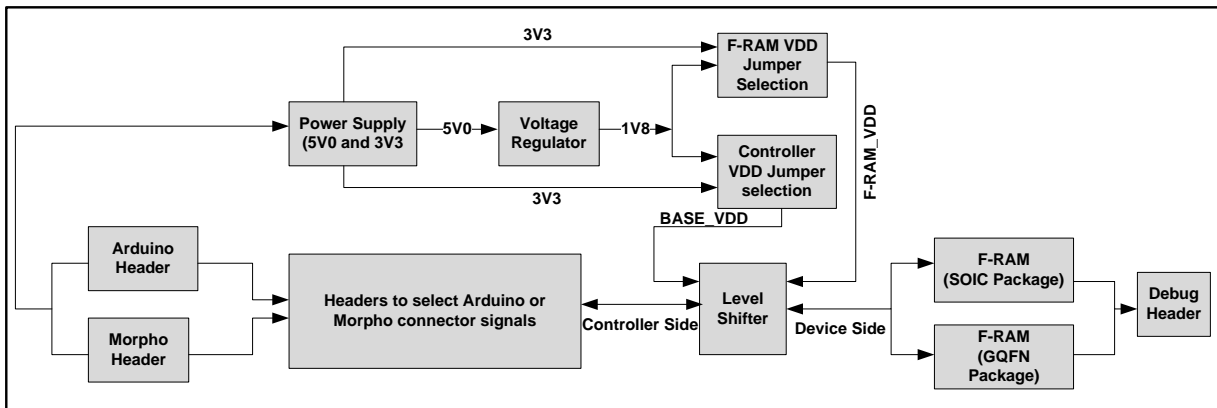 3V3
F-RAM VDD
Jumper
Selection
Power Supply
(5V0 and 3V3
5V0
Voltage
Regulator
1V8
Controller
VDD Jumper
selection
F-RAM_VDD
3V3
BASE_VDD
Arduino
Header
Morpho
Header
Headers to select Arduino or
Morpho connector signals
Controller Side
Level
Shifter
Device Side
F-RAM
(SOIC Package)
F-RAM
(GQFN
Package)
Debug
Header